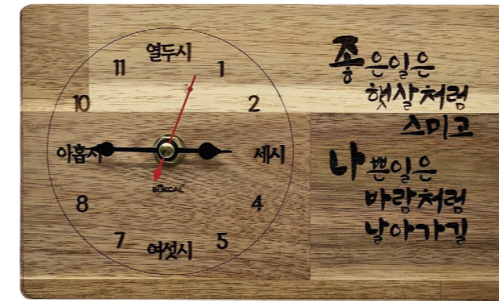 열두시
11
1
10
2
아홉시
세시
BOXCAL
8
4
7
여섯시
5
좋은일은
햇살처럼
스미고
나쁜일은
바람처럼
날아가길